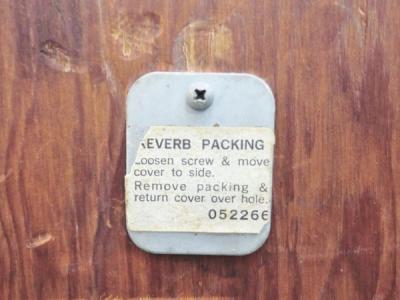 REVERB PACKING
Loosen screw & move
cover to side.
Remove packing &
return cover over hole.
052266